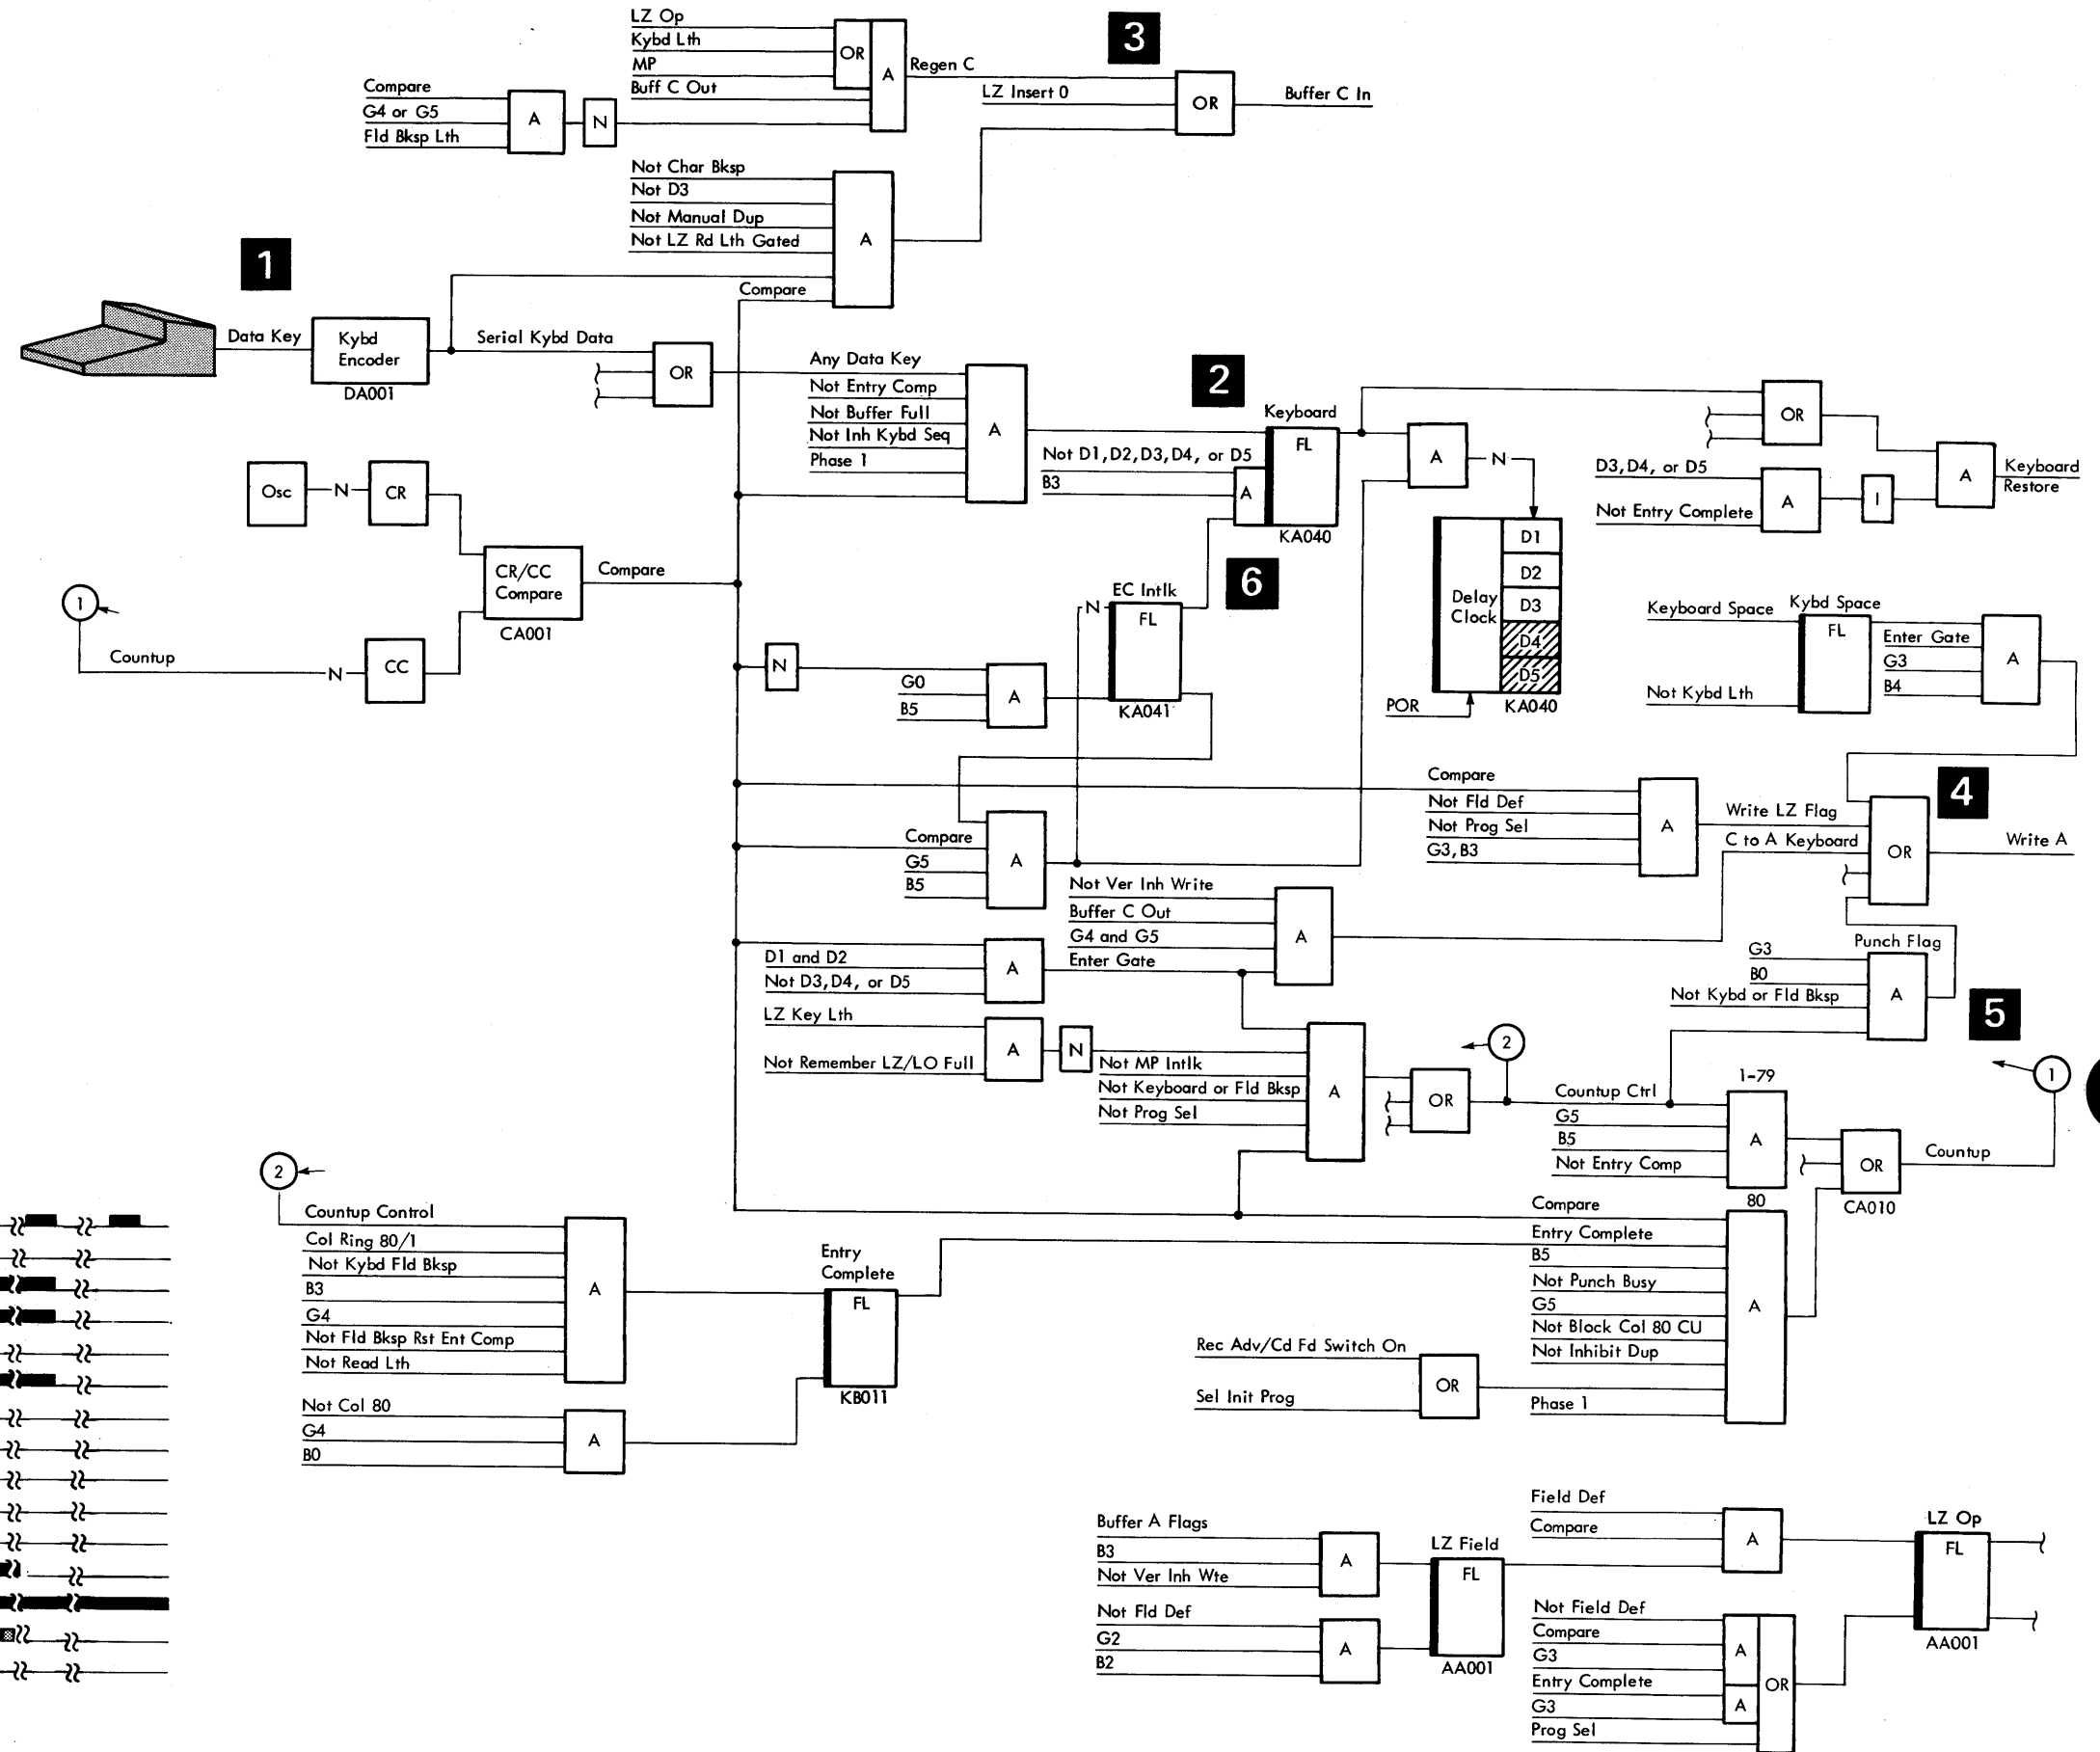 LZ Op
Kybd Lth
MP
Buff C Out
OR
A
Regen C
3
Compare
G4 or G5
Fld Bksp Lth
A
N
LZ Insert 0
OR
Buffer C In
Not Char Bksp
Not D3
Not Manual Dup
Not LZ Rd Lth Gated
A
Compare
1
Data Key
Kybd
Encoder
DA001
Serial Kybd Data
OR
Any Data Key
Not Entry Comp
Not Buffer Full
Not Inh Kybd Seq
Phase 1
A
2
Keyboard
FL
Not D1,D2,D3,D4, or D5
B3
A
KA040
A
N
OR
D3,D4, or D5
Not Entry Complete
A
I
A
Keyboard
Restore
Osc
N
CR
CR/CC
Compare
CA001
Compare
1
Countup
N
CC
6
EC Intlk
N
FL
KA041
Delay
Clock
D1
D2
D3
D4
D5
POR
KA040
Keyboard Space
Kybd Space
FL
Enter Gate
G3
B4
A
Not Kybd Lth
N
G0
B5
A
Compare
Not Fld Def
Not Prog Sel
G3,B3
A
Write LZ Flag
C to A Keyboard
4
OR
Write A
Compare
G5
B5
A
Not Ver Inh Write
Buffer C Out
G4 and G5
Enter Gate
A
D1 and D2
Not D3,D4, or D5
A
Punch Flag
G3
B0
Not Kybd or Fld Bksp
A
5
LZ Key Lth
Not Remember LZ/LO Full
A
N
Not MP Intlk
Not Keyboard or Fld Bksp
Not Prog Sel
A
OR
2
Countup Ctrl
G5
B5
Not Entry Comp
1-79
A
OR
CA010
Countup
1
2
Countup Control
Col Ring 80/1
Not Kybd Fld Bksp
B3
G4
Not Fld Bksp Rst Ent Comp
Not Read Lth
A
Not Col 80
G4
B0
A
Entry
Complete
FL
KB011
80
Compare
Entry Complete
B5
Not Punch Busy
G5
Not Block Col 80 CU
Not Inhibit Dup
Phase 1
A
Rec Adv/Cd Fd Switch On
Sel Init Prog
OR
Buffer A Flags
B3
Not Ver Inh Wte
A
Not Fld Def
G2
B2
A
LZ Field
FL
AA001
Field Def
Compare
A
Not Field Def
Compare
G3
Entry Complete
G3
Prog Sel
A
A
OR
LZ Op
FL
AA001